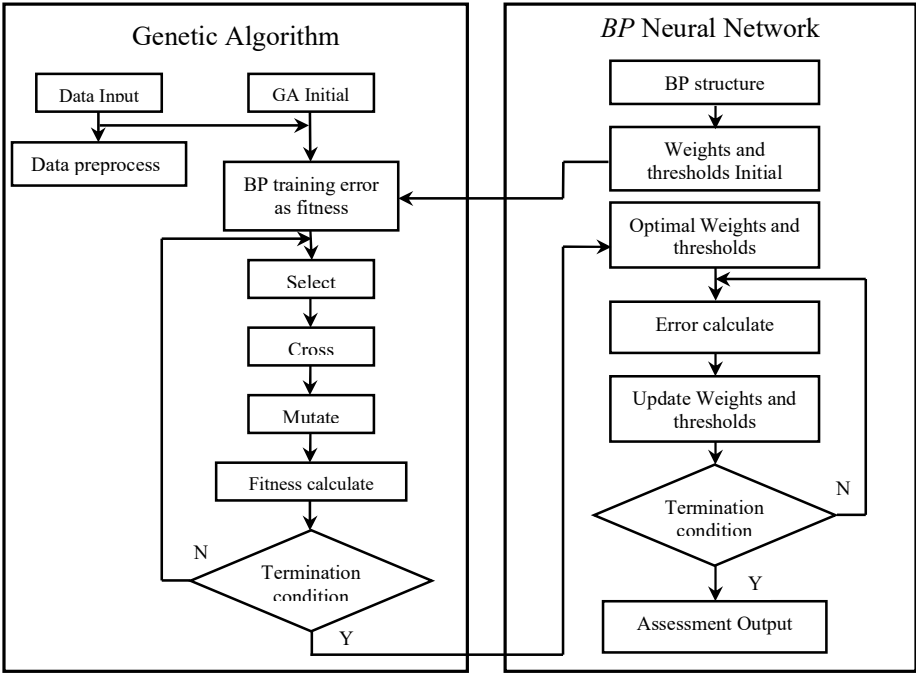 Genetic Algorithm
Data Input
GA Initial
Data preprocess
BP training error
as fitness
Select
Cross
Mutate
Fitness calculate
N
Termination
condition
Y
BP Neural Network
BP structure
Weights and
thresholds Initial
Optimal Weights and
thresholds
Error calculate
Update Weights and
thresholds
N
Termination
condition
Y
Assessment Output